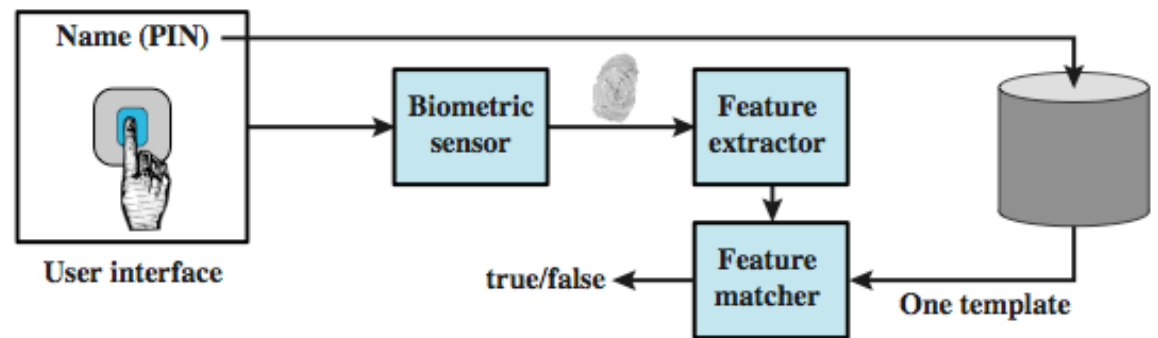 Name (PIN)
Biometric
sensor
Feature
extractor
User interface
true/false
Feature
matcher
One template